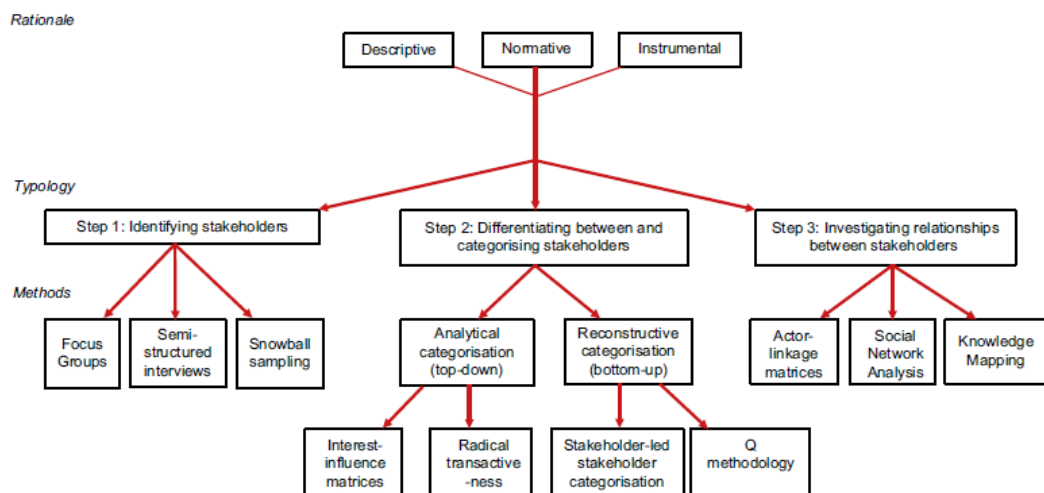 Rationale
Descriptive
Normative
Instrumental
Typology
Step 1: Identifying stakeholders
Step 2: Differentiating between and
categorising stakeholders
Step 3: Investigating relationships
between stakeholders
Methods
Focus
Groups
Semi-
structured
interviews
Snowball
sampling
Analytical
categorisation
(top-down)
Reconstructive
categorisation
(bottom-up)
Actor-
linkage
matrices
Social
Network
Analysis
Knowledge
Mapping
Interest-
influence
matrices
Radical
transactive
-ness
Stakeholder-led
stakeholder
categorisation
Q
methodology